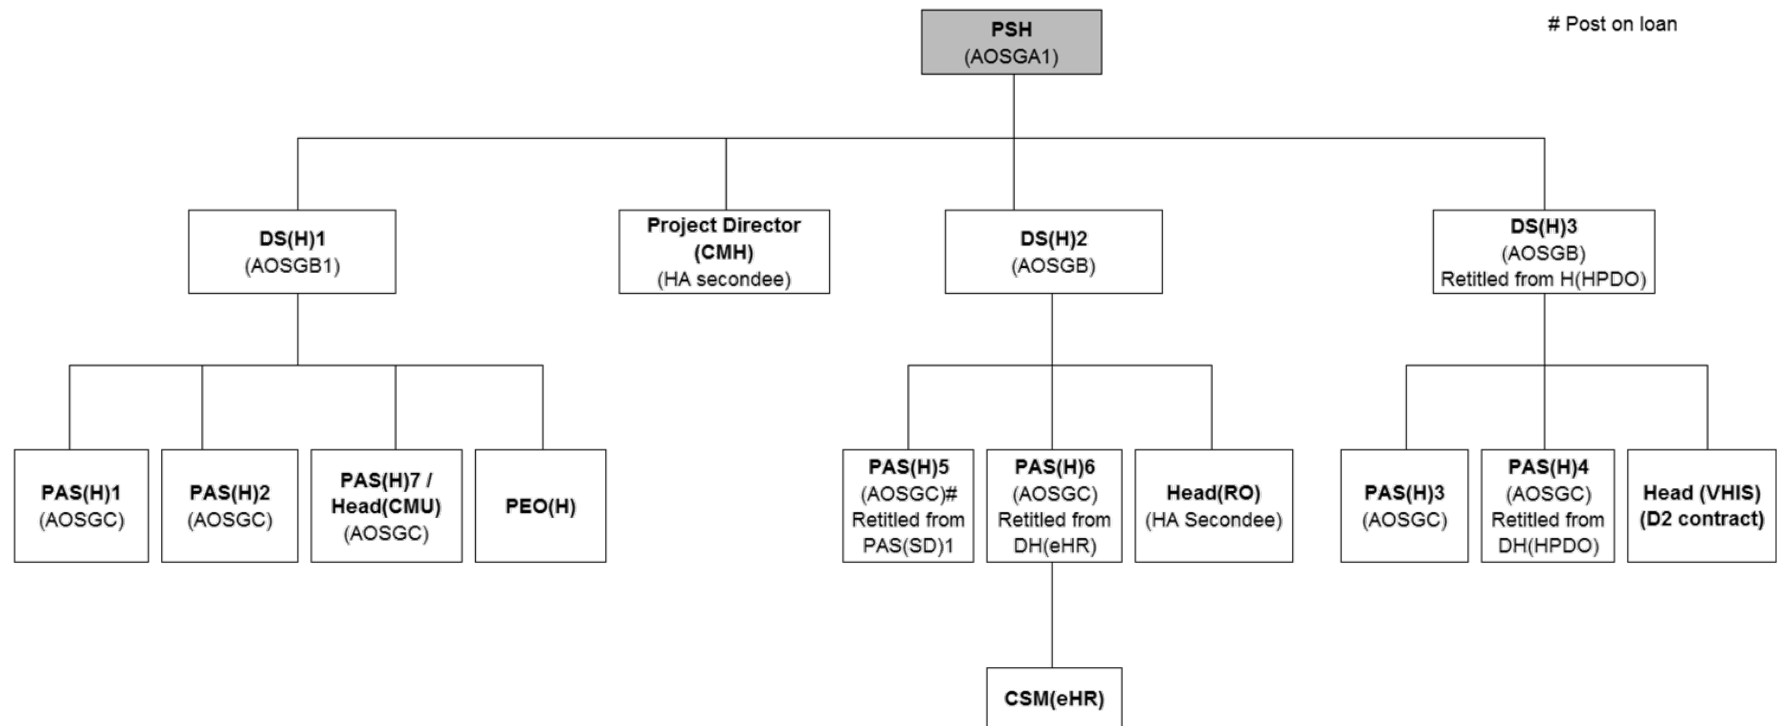 # Post on loan
PSH
(AOSGA1)
DS(H)1
(AOSGB1)
Project Director
(CMH)
(HA secondee)
DS(H)2
(AOSGB)
DS(H)3
(AOSGB)
Retitled from H(HPDO)
PAS(H)1
(AOSGC)
PAS(H)2
(AOSGC)
PAS(H)7 /
Head(CMU)
(AOSGC)
PEO(H)
PAS(H)5
(AOSGC)#
Retitled from
PAS(SD)1
PAS(H)6
(AOSGC)
Retitled from
DH(eHR)
Head(RO)
(HA Secondee)
PAS(H)3
(AOSGC)
PAS(H)4
(AOSGC)
Retitled from
DH(HPDO)
Head (VHIS)
(D2 contract)
CSM(eHR)